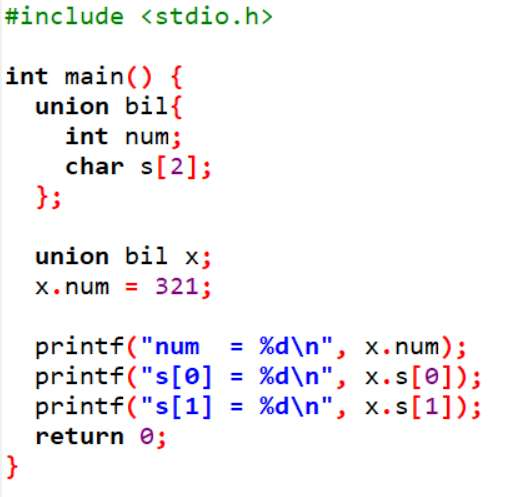 #include <stdio.h>

int main() {
  union bil{
    int num;
    char s[2];
  };

  union bil x;
  x.num = 321;

  printf("num  = %d\n", x.num);
  printf("s[0] = %d\n", x.s[0]);
  printf("s[1] = %d\n", x.s[1]);
  return 0;
}